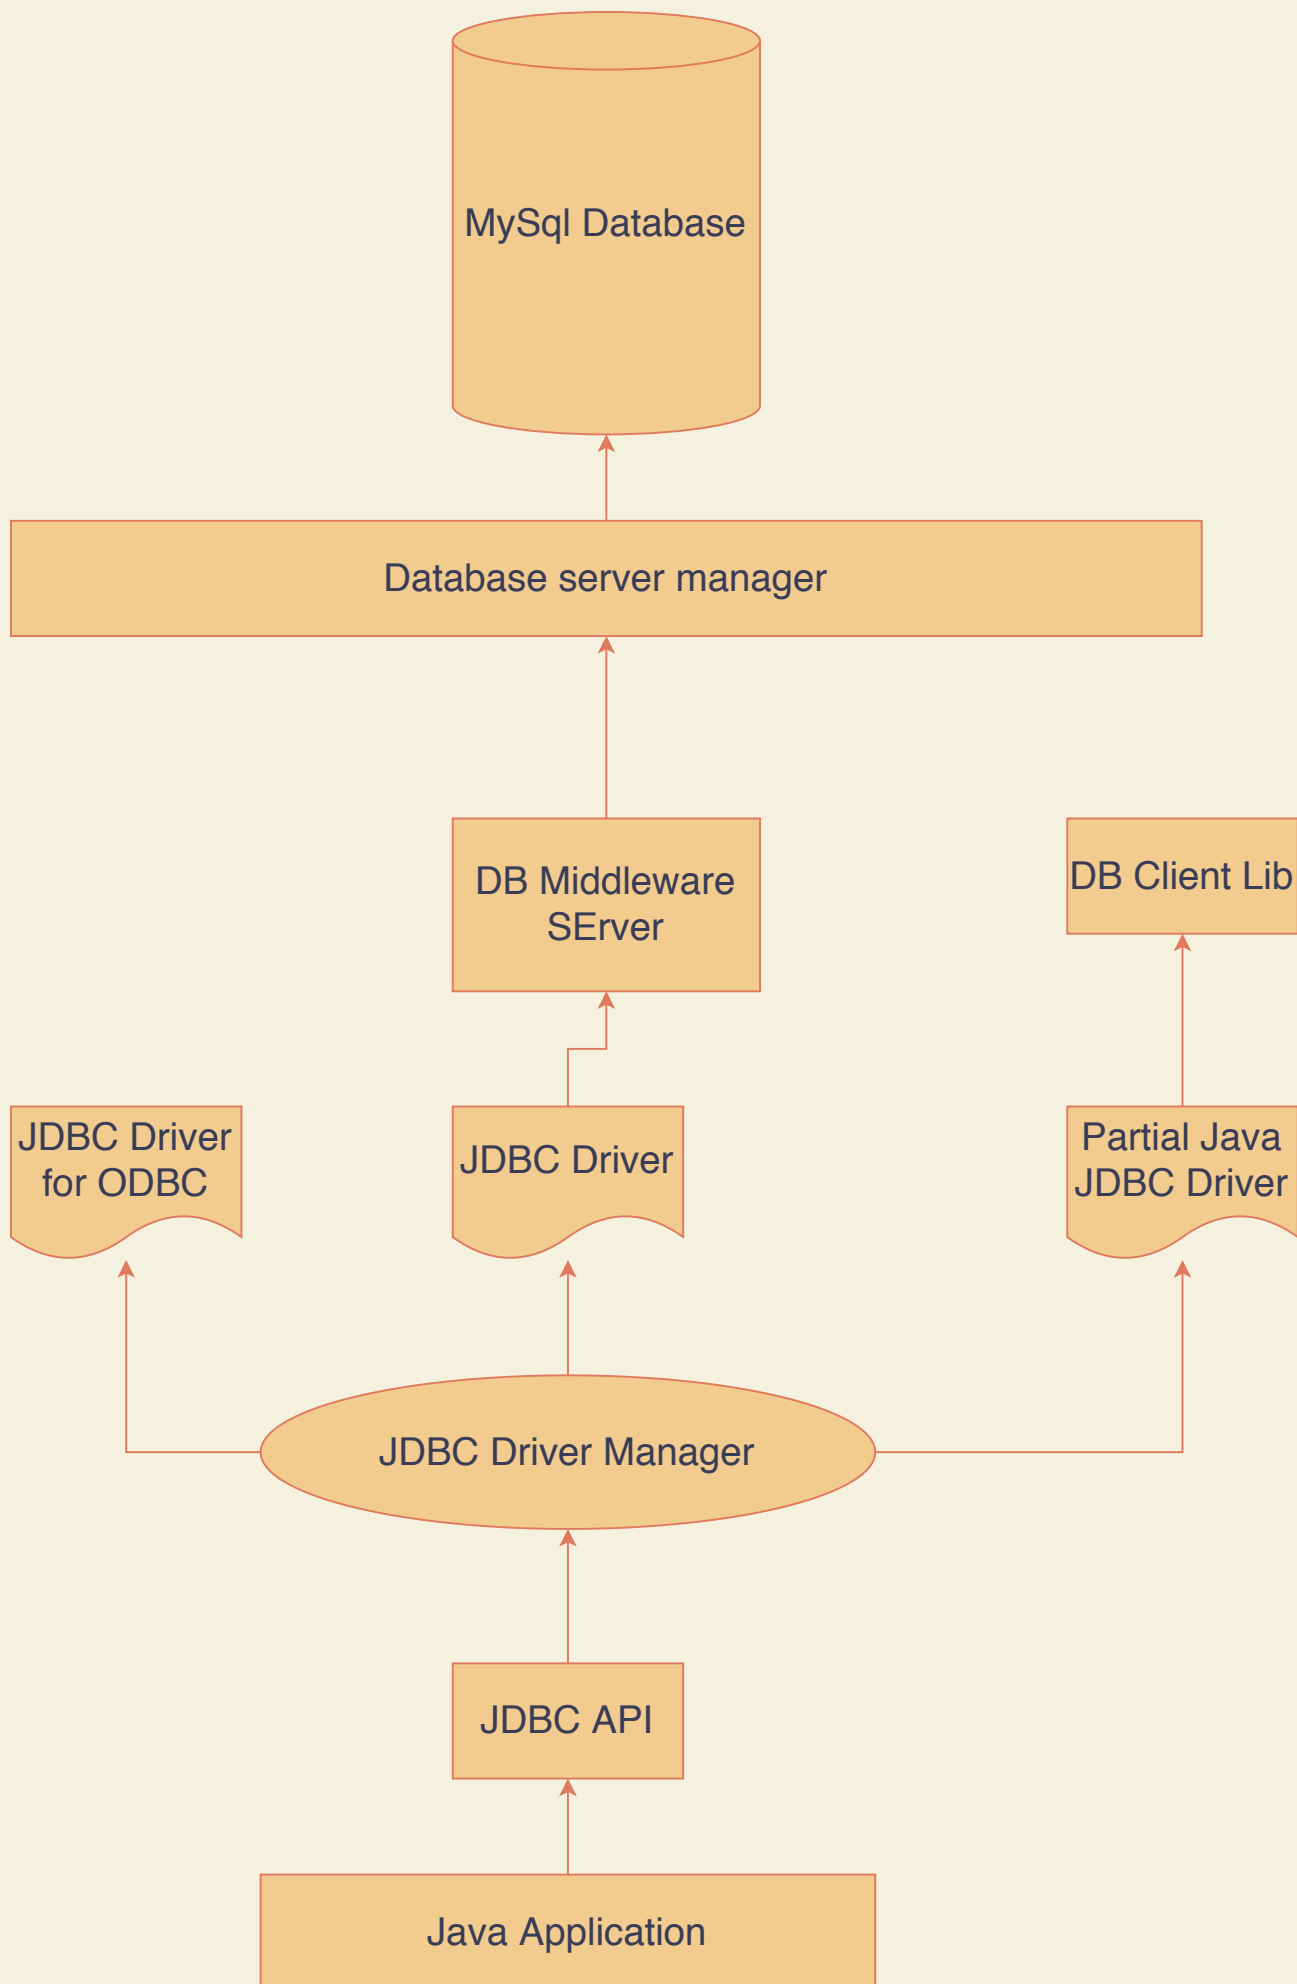 MySql Database
Database server manager
DB Middleware
SErver
DB Client Lib
JDBC Driver
for ODBC
JDBC Driver
Partial Java
JDBC Driver
JDBC Driver Manager
JDBC API
Java Application